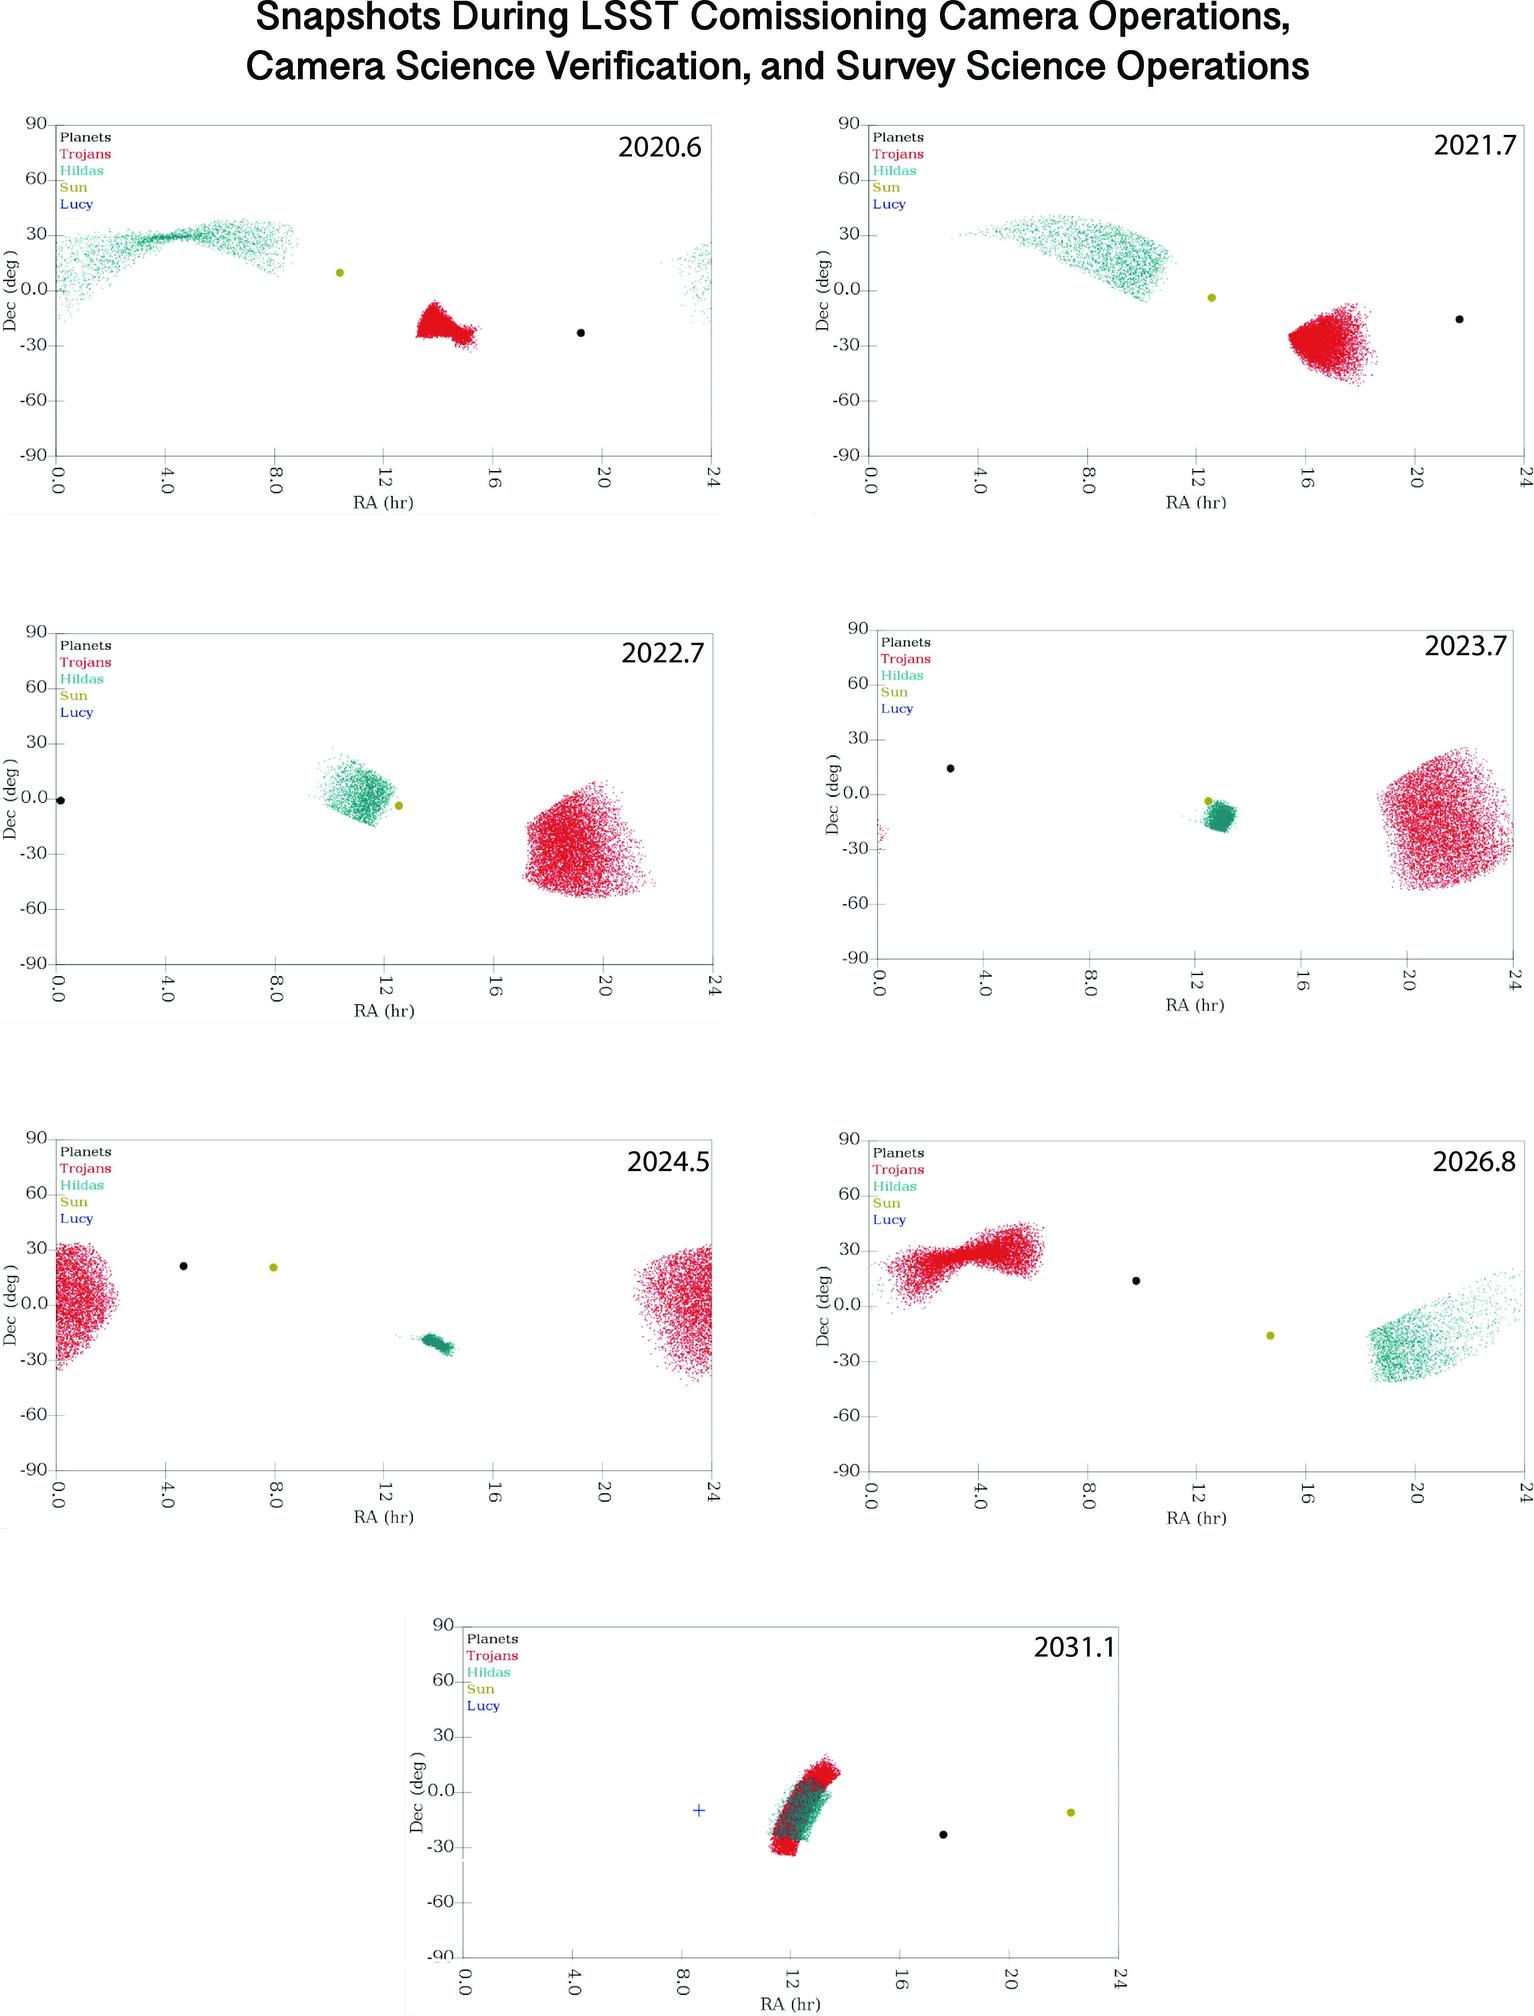 Snapshots During LSST Comissioning Camera Operations,
Camera Science Verification, and Survey Science Operations
90
60
30
0.0
-30
-60
-90
Dec (deg)
Planets
Trojans
Hildas
Sun
Lucy
2020.6
0.0 4.0 8.0 12 16 20 24
RA (hr)
90
60
30
0.0
-30
-60
-90
Dec (deg)
Planets
Trojans
Hildas
Sun
Lucy
2021.7
0.0 4.0 8.0 12 16 20 24
RA (hr)
90
60
30
0.0
-30
-60
-90
Dec (deg)
Planets
Trojans
Hildas
Sun
Lucy
2022.7
0.0 4.0 8.0 12 16 20 24
RA (hr)
90
60
30
0.0
-30
-60
-90
Dec (deg)
Planets
Trojans
Hildas
Sun
Lucy
2023.7
0.0 4.0 8.0 12 16 20 24
RA (hr)
90
60
30
0.0
-30
-60
-90
Dec (deg)
Planets
Trojans
Hildas
Sun
Lucy
2024.5
0.0 4.0 8.0 12 16 20 24
RA (hr)
90
60
30
0.0
-30
-60
-90
Dec (deg)
Planets
Trojans
Hildas
Sun
Lucy
2026.8
0.0 4.0 8.0 12 16 20 24
RA (hr)
90
60
30
0.0
-30
-60
-90
Dec (deg)
Planets
Trojans
Hildas
Sun
Lucy
2031.1
0.0 4.0 8.0 12 16 20 24
RA (hr)